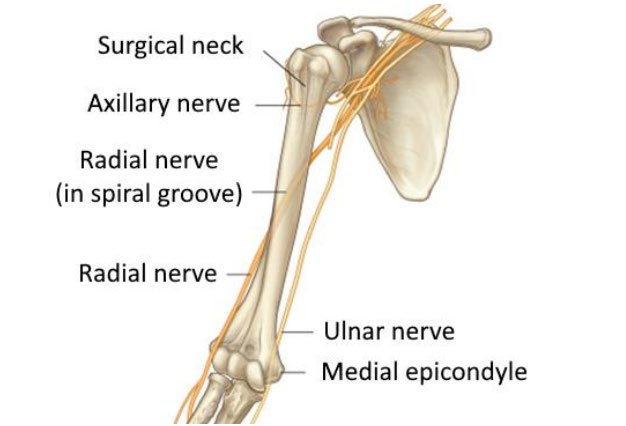 Surgical neck
Axillary nerve
Radial nerve
(in spiral groove)
Radial nerve
Ulnar nerve
Medial epicondyle